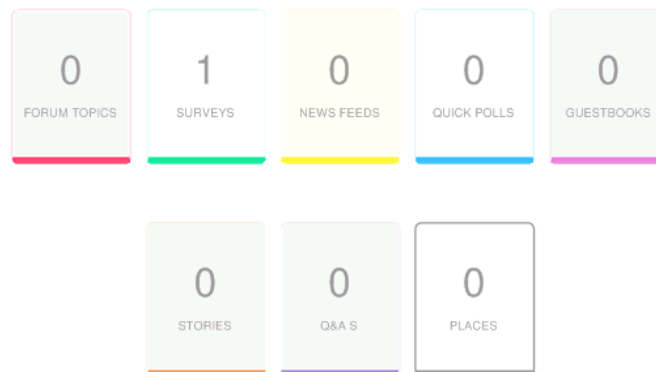 0 1 0 0 0
FORUM TOPICS SURVEYS NEWS FEEDS QUICK POLLS GUESTBOOKS
0 0 0
STORIES Q&A S PLACES